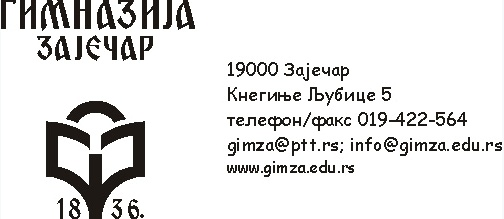 ГИМНАЗИЈА
ЗАЈЕЧАР
18 36.
19000 Зајечар
Кнегиње Љубице 5
телефон/факс 019-422-564
gimza@ptt.rs; info@gimza.edu.rs
www.gimza.edu.rs